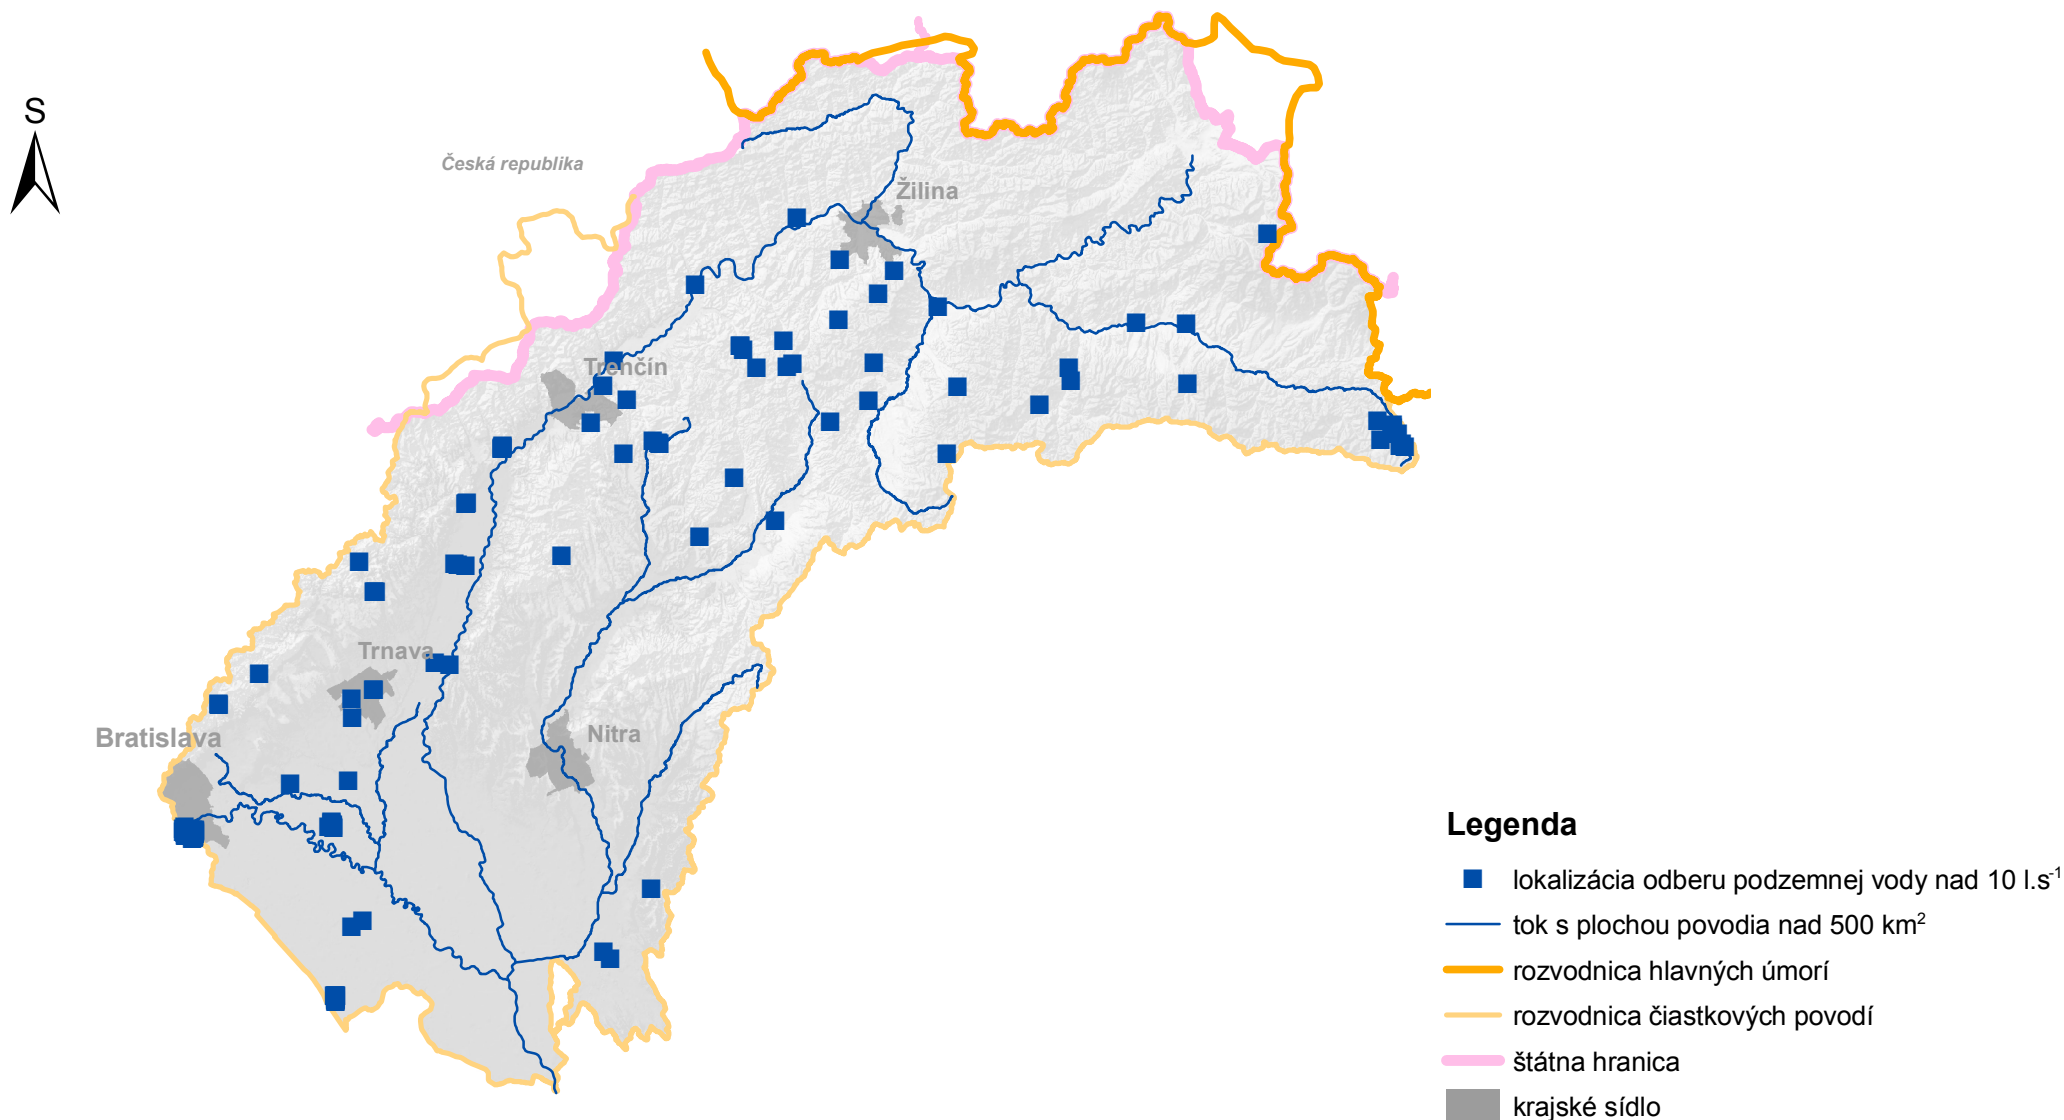 S
Česká republika
Žilina
Trenčín
Trnava
Bratislava
Nitra
Legenda
lokalizácia odberu podzemnej vody nad 10 l.s⁻¹
tok s plochou povodia nad 500 km²
rozvodnica hlavných úmorí
rozvodnica čiastkových povodí
štátna hranica
krajské sídlo